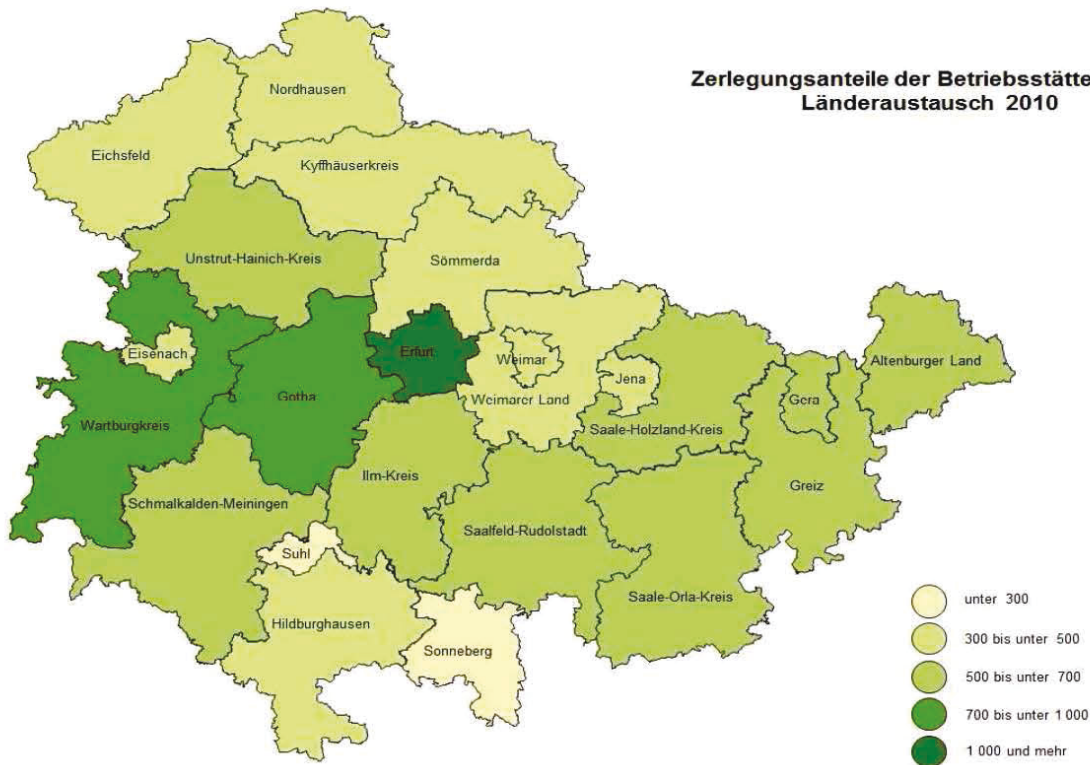 Zerlegungsanteile der Betriebsstätte
Länderaustausch 2010
Nordhausen
Eichsfeld
Kyffhäuserkreis
Unstrut-Hainich-Kreis
Sömmerda
Eisenach
Erfurt
Weimar
Jena
Altenburger Land
Gotha
Weimarer Land
Gera
Wartburgkreis
Saale-Holzland-Kreis
Ilm-Kreis
Greiz
Schmalkalden-Meiningen
Saalfeld-Rudolstadt
Suhl
Saale-Orla-Kreis
Hildburghausen
Sonneberg
unter 300
300 bis unter 500
500 bis unter 700
700 bis unter 1 000
1 000 und mehr